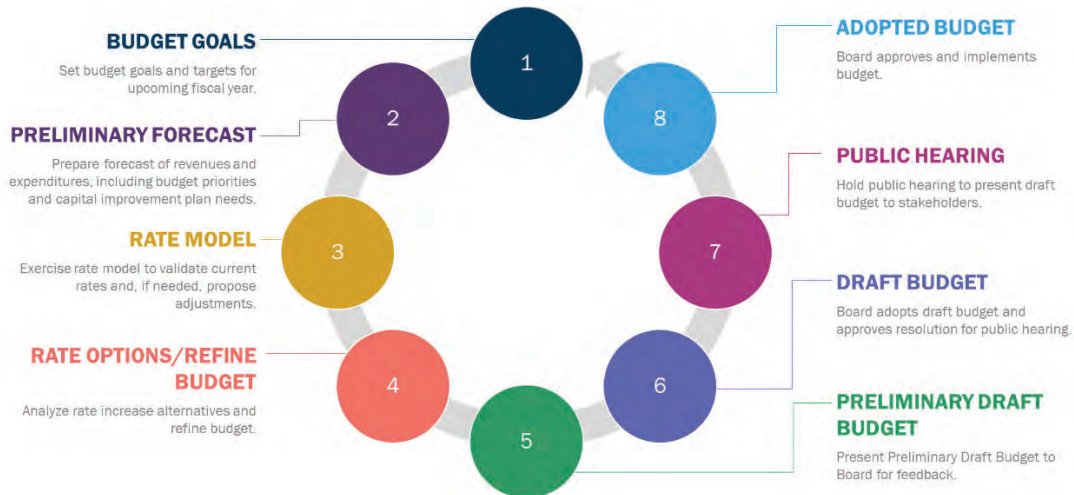 BUDGET GOALS
Set budget goals and targets for
upcoming fiscal year.
1
PRELIMINARY FORECAST
Prepare forecast of revenues and
expenditures, including budget priorities
and capital improvement plan needs.
2
RATE MODEL
Exercise rate model to validate current
rates and, if needed, propose
adjustments.
3
RATE OPTIONS/REFINE
BUDGET
Analyze rate increase alternatives and
refine budget.
4
5
PRELIMINARY DRAFT
BUDGET
Present Preliminary Draft Budget to
Board for feedback.
6
DRAFT BUDGET
Board adopts draft budget and
approves resolution for public hearing.
7
PUBLIC HEARING
Hold public hearing to present draft
budget to stakeholders.
8
ADOPTED BUDGET
Board approves and implements
budget.